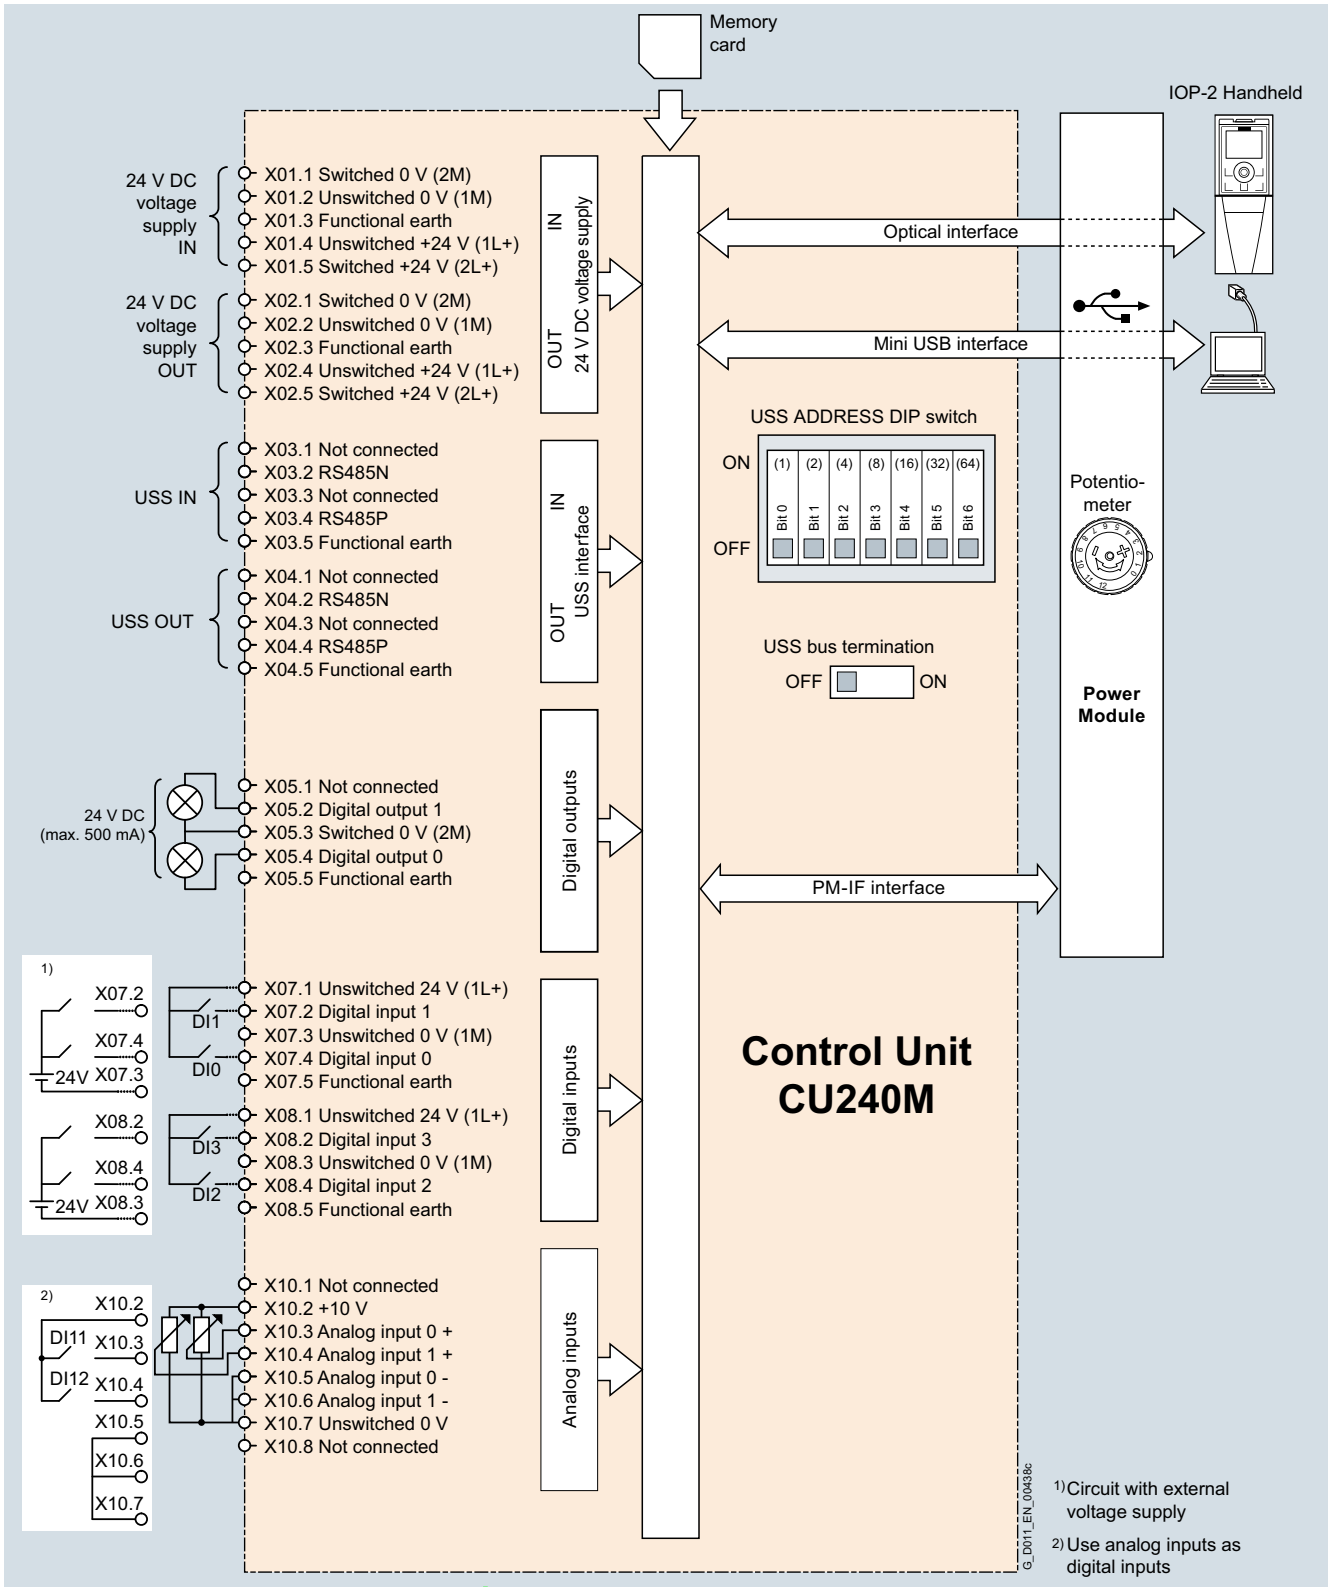 Memory
card
IOP-2 Handheld
24 V DC
voltage
supply
IN
X01.1 Switched 0 V (2M)
X01.2 Unswitched 0 V (1M)
X01.3 Functional earth
X01.4 Unswitched +24 V (1L+)
X01.5 Switched +24 V (2L+)
24 V DC
voltage
supply
OUT
X02.1 Switched 0 V (2M)
X02.2 Unswitched 0 V (1M)
X02.3 Functional earth
X02.4 Unswitched +24 V (1L+)
X02.5 Switched +24 V (2L+)
OUT IN
24 V DC voltage supply
Optical interface
Mini USB interface
USS IN
X03.1 Not connected
X03.2 RS485N
X03.3 Not connected
X03.4 RS485P
X03.5 Functional earth
USS OUT
X04.1 Not connected
X04.2 RS485N
X04.3 Not connected
X04.4 RS485P
X04.5 Functional earth
OUT IN
USS interface
USS ADDRESS DIP switch
ON
(1) (2) (4) (8) (16) (32) (64)
Bit 0 Bit 1 Bit 2 Bit 3 Bit 4 Bit 5 Bit 6
OFF
USS bus termination
OFF ON
Potentio-
meter
0 1 2 3 4 5 6 7 8 9 10 11 12
Power
Module
24 V DC
(max. 500 mA)
X05.1 Not connected
X05.2 Digital output 1
X05.3 Switched 0 V (2M)
X05.4 Digital output 0
X05.5 Functional earth
Digital outputs
PM-IF interface
1)
X07.2
X07.4
24V X07.3
DI1
DI0
X07.1 Unswitched 24 V (1L+)
X07.2 Digital input 1
X07.3 Unswitched 0 V (1M)
X07.4 Digital input 0
X07.5 Functional earth
X08.2
X08.4
24V X08.3
DI3
DI2
X08.1 Unswitched 24 V (1L+)
X08.2 Digital input 3
X08.3 Unswitched 0 V (1M)
X08.4 Digital input 2
X08.5 Functional earth
Digital inputs
Control Unit
CU240M
2)
X10.2
DI11 X10.3
DI12 X10.4
X10.5
X10.6
X10.7
X10.1 Not connected
X10.2 +10 V
X10.3 Analog input 0 +
X10.4 Analog input 1 +
X10.5 Analog input 0 -
X10.6 Analog input 1 -
X10.7 Unswitched 0 V
X10.8 Not connected
Analog inputs
G_D011_EN_00438c
1) Circuit with external
voltage supply
2) Use analog inputs as
digital inputs